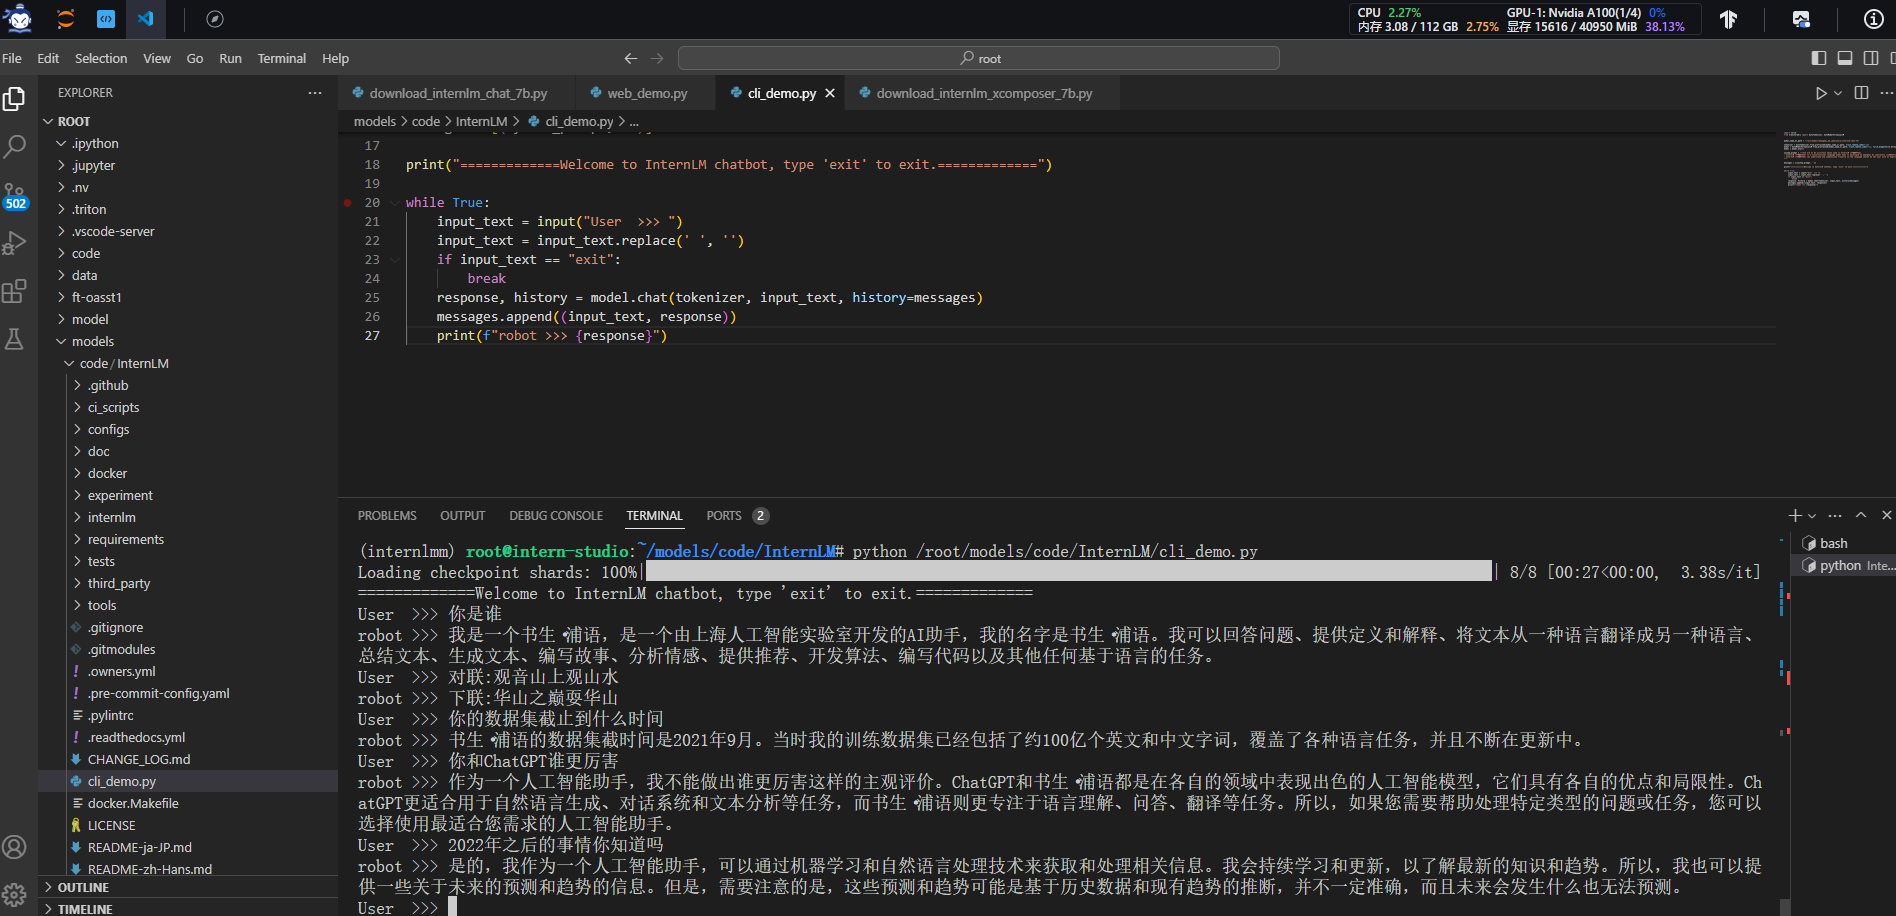 CPU 2.27% GPU-1: Nvidia A100(1/4) 0%
内存 3.08 / 112 GB 2.75% 显存 15616 / 40950 MiB 38.13%
File Edit Selection View Go Run Terminal Help
root
EXPLORER
ROOT
.ipython
.jupyter
.nv
.triton
.vscode-server
code
data
ft-oasst1
model
models
code / InternLM
.github
ci_scripts
configs
doc
docker
experiment
internlm
requirements
tests
third_party
tools
.gitignore
.gitmodules
.owners.yml
.pre-commit-config.yaml
.pylintrc
.readthedocs.yml
CHANGE_LOG.md
cli_demo.py
docker.Makefile
LICENSE
README-ja-JP.md
README-zh-Hans.md
OUTLINE
TIMELINE
502
download_internlm_chat_7b.py web_demo.py cli_demo.py download_internlm_xcomposer_7b.py
models > code > InternLM > cli_demo.py > ...
17
18 print("=============Welcome to InternLM chatbot, type 'exit' to exit.=============")
19
20 while True:
21 input_text = input("User  >>> ")
22 input_text = input_text.replace(' ', '')
23 if input_text == "exit":
24 break
25 response, history = model.chat(tokenizer, input_text, history=messages)
26 messages.append((input_text, response))
27 print(f"robot >>> {response}")
PROBLEMS OUTPUT DEBUG CONSOLE TERMINAL PORTS 2
bash
python Inte...
(internlmm) root@intern-studio:~/models/code/InternLM# python /root/models/code/InternLM/cli_demo.py
Loading checkpoint shards: 100%| | 8/8 [00:27<00:00,  3.38s/it]
=============Welcome to InternLM chatbot, type 'exit' to exit.=============
User  >>> 你是谁
robot >>> 我是一个书生·浦语，是一个由上海人工智能实验室开发的AI助手，我的名字是书生·浦语。我可以回答问题、提供定义和解释、将文本从一种语言翻译成另一种语言、
总结文本、生成文本、编写故事、分析情感、提供推荐、开发算法、编写代码以及其他任何基于语言的任务。
User  >>> 对联:观音山上观山水
robot >>> 下联:华山之巅耍华山
User  >>> 你的数据集截止到什么时间
robot >>> 书生·浦语的数据集截时间是2021年9月。当时我的训练数据集已经包括了约100亿个英文和中文字词，覆盖了各种语言任务，并且不断在更新中。
User  >>> 你和ChatGPT谁更厉害
robot >>> 作为一个人工智能助手，我不能做出谁更厉害这样的主观评价。ChatGPT和书生·浦语都是在各自的领域中表现出色的人工智能模型，它们具有各自的优点和局限性。Ch
atGPT更适合用于自然语言生成、对话系统和文本分析等任务，而书生·浦语则更专注于语言理解、问答、翻译等任务。所以，如果您需要帮助处理特定类型的问题或任务，您可以
选择使用最适合您需求的人工智能助手。
User  >>> 2022年之后的事情你知道吗
robot >>> 是的，我作为一个人工智能助手，可以通过机器学习和自然语言处理技术来获取和处理相关信息。我会持续学习和更新，以了解最新的知识和趋势。所以，我也可以提
供一些关于未来的预测和趋势的信息。但是，需要注意的是，这些预测和趋势可能是基于历史数据和现有趋势的推断，并不一定准确，而且未来会发生什么也无法预测。
User  >>>